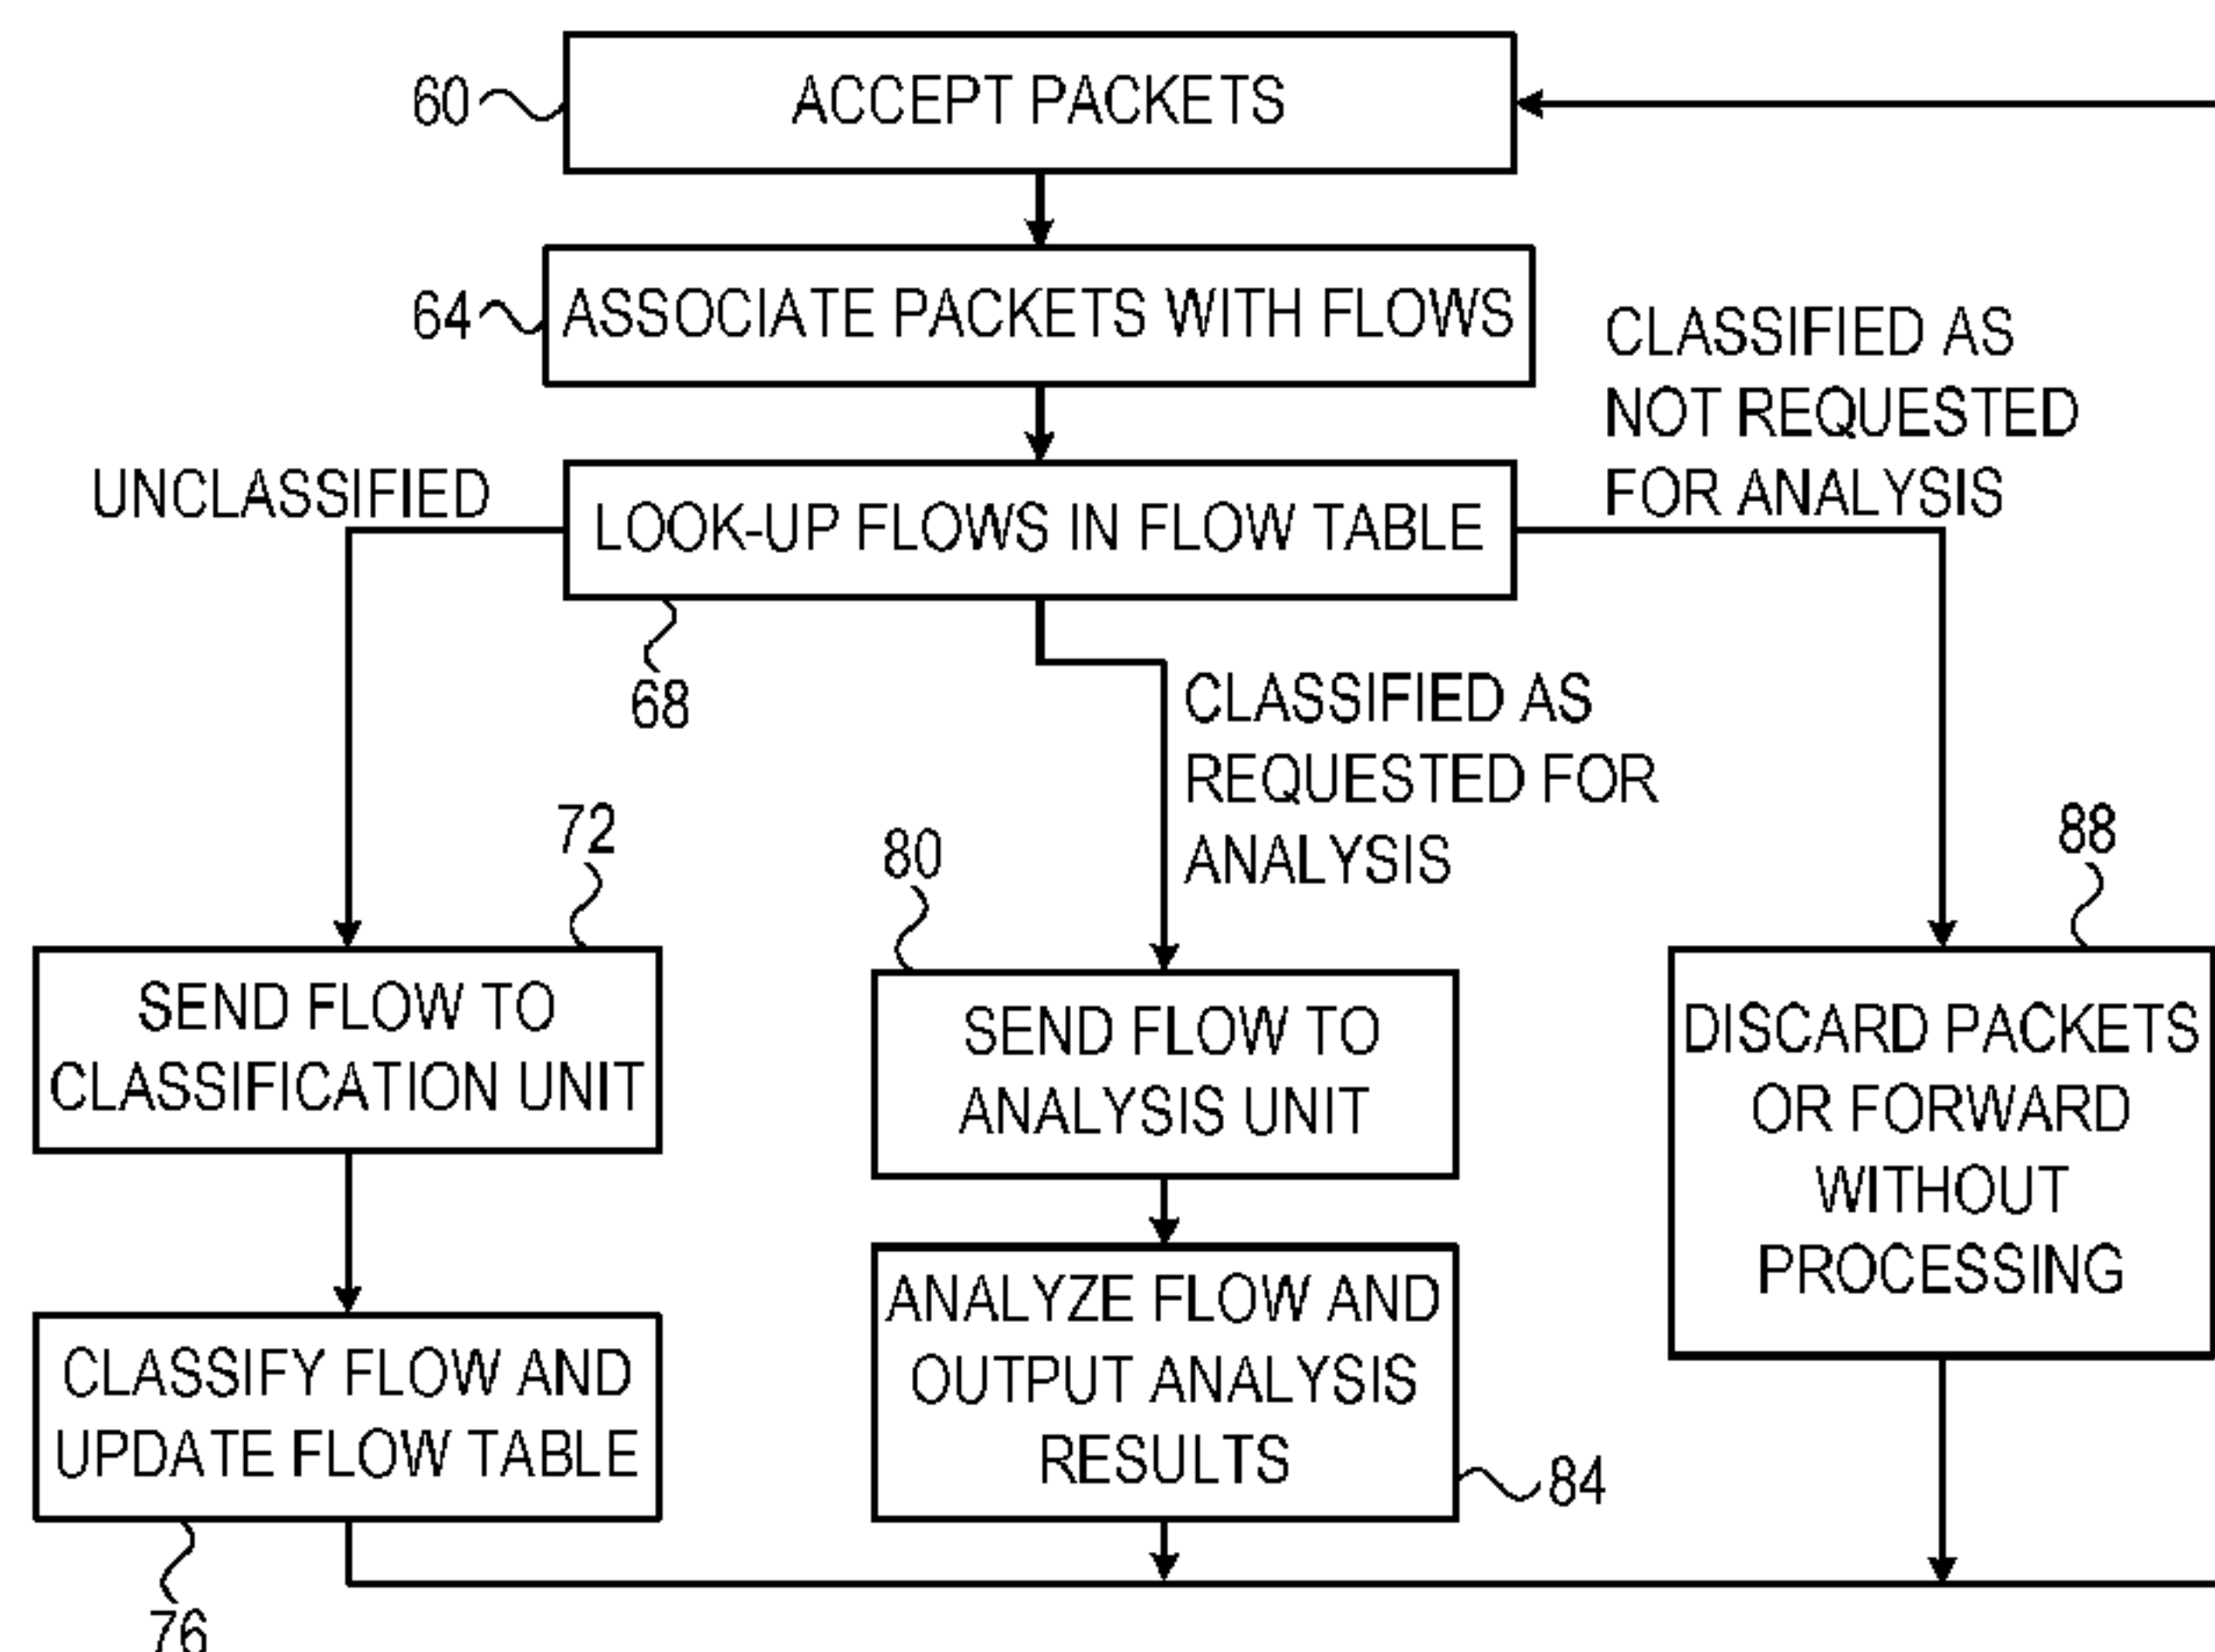 60
ACCEPT PACKETS
64
ASSOCIATE PACKETS WITH FLOWS
CLASSIFIED AS
NOT REQUESTED
FOR ANALYSIS
UNCLASSIFIED
LOOK-UP FLOWS IN FLOW TABLE
68
CLASSIFIED AS
REQUESTED FOR
ANALYSIS
72
80
88
SEND FLOW TO
CLASSIFICATION UNIT
SEND FLOW TO
ANALYSIS UNIT
DISCARD PACKETS
OR FORWARD
WITHOUT
PROCESSING
CLASSIFY FLOW AND
UPDATE FLOW TABLE
ANALYZE FLOW AND
OUTPUT ANALYSIS
RESULTS
84
76